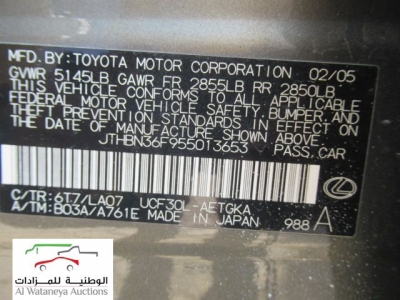 MFD. BY: TOYOTA MOTOR CORPORATION 02/05
GVWR 5145LB GAWR FR 2855LB RR 2850LB
THIS VEHICLE CONFORMS TO ALL APPLICABLE
FEDERAL MOTOR VEHICLE SAFETY, BUMPER, AND
THEFT PREVENTION STANDARDS IN EFFECT ON
THE DATE OF MANUFACTURE SHOWN ABOVE.
JTHBN36F955013653 PASS. CAR
C/TR: 6T7/LA07 UCF30L-AETGKA
A/TM: B03A/A761E MADE IN JAPAN 988 A
الوطنية للمزادات
Al Wataneya Auctions